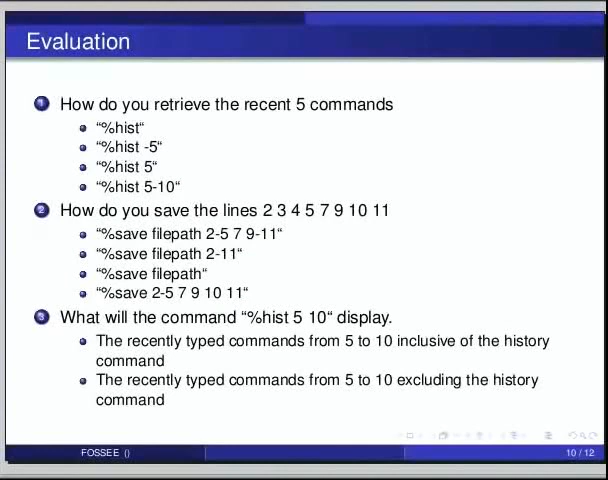 Evaluation
1 How do you retrieve the recent 5 commands
“%hist“
“%hist -5“
“%hist 5“
“%hist 5-10“
2 How do you save the lines 2 3 4 5 7 9 10 11
“%save filepath 2-5 7 9-11“
“%save filepath 2-11“
“%save filepath“
“%save 2-5 7 9 10 11“
3 What will the command “%hist 5 10“ display.
The recently typed commands from 5 to 10 inclusive of the history
command
The recently typed commands from 5 to 10 excluding the history
command
FOSSEE () 10 / 12